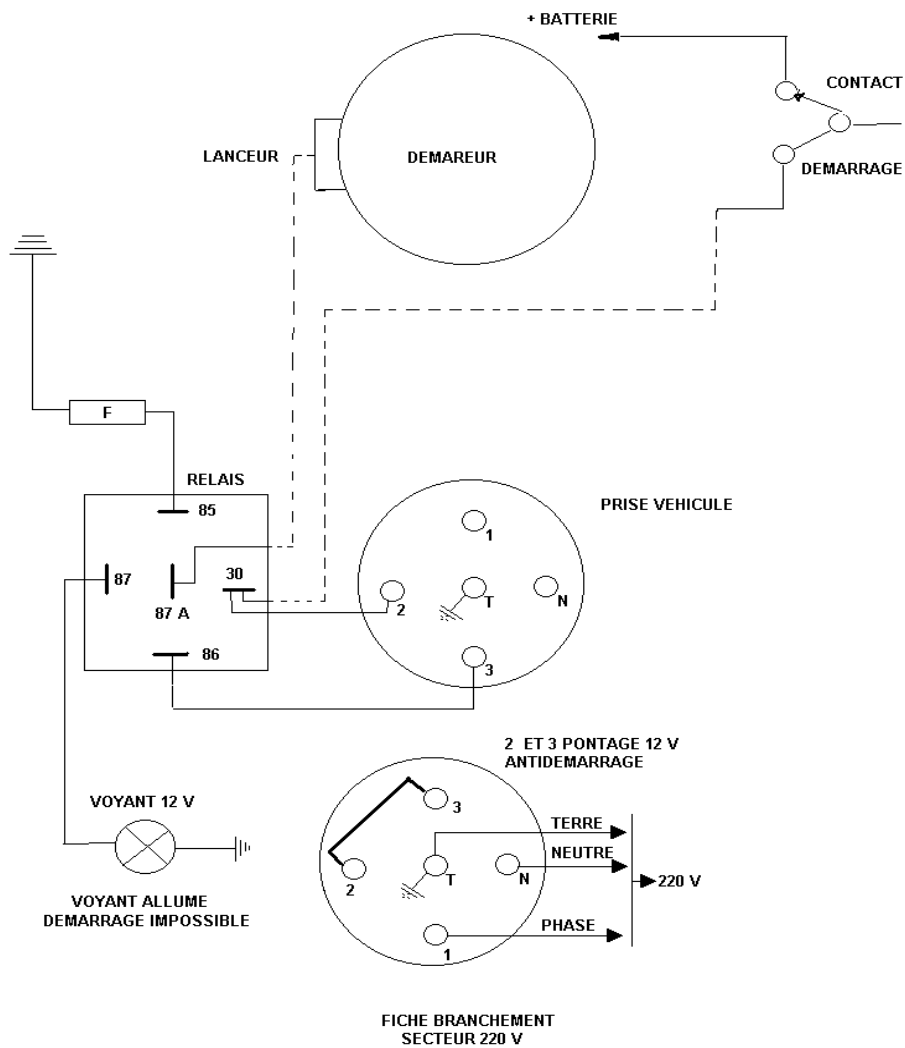 + BATTERIE
CONTACT
LANCEUR
DEMAREUR
DEMARRAGE
F
RELAIS
85
PRISE VEHICULE
1
87
30
87 A
2
T
N
86
3
2 ET 3 PONTAGE 12 V
ANTIDEMARRAGE
VOYANT 12 V
3
TERRE
NEUTRE
2
T
N
220 V
VOYANT ALLUME
DEMARRAGE IMPOSSIBLE
PHASE
1
FICHE BRANCHEMENT
SECTEUR 220 V